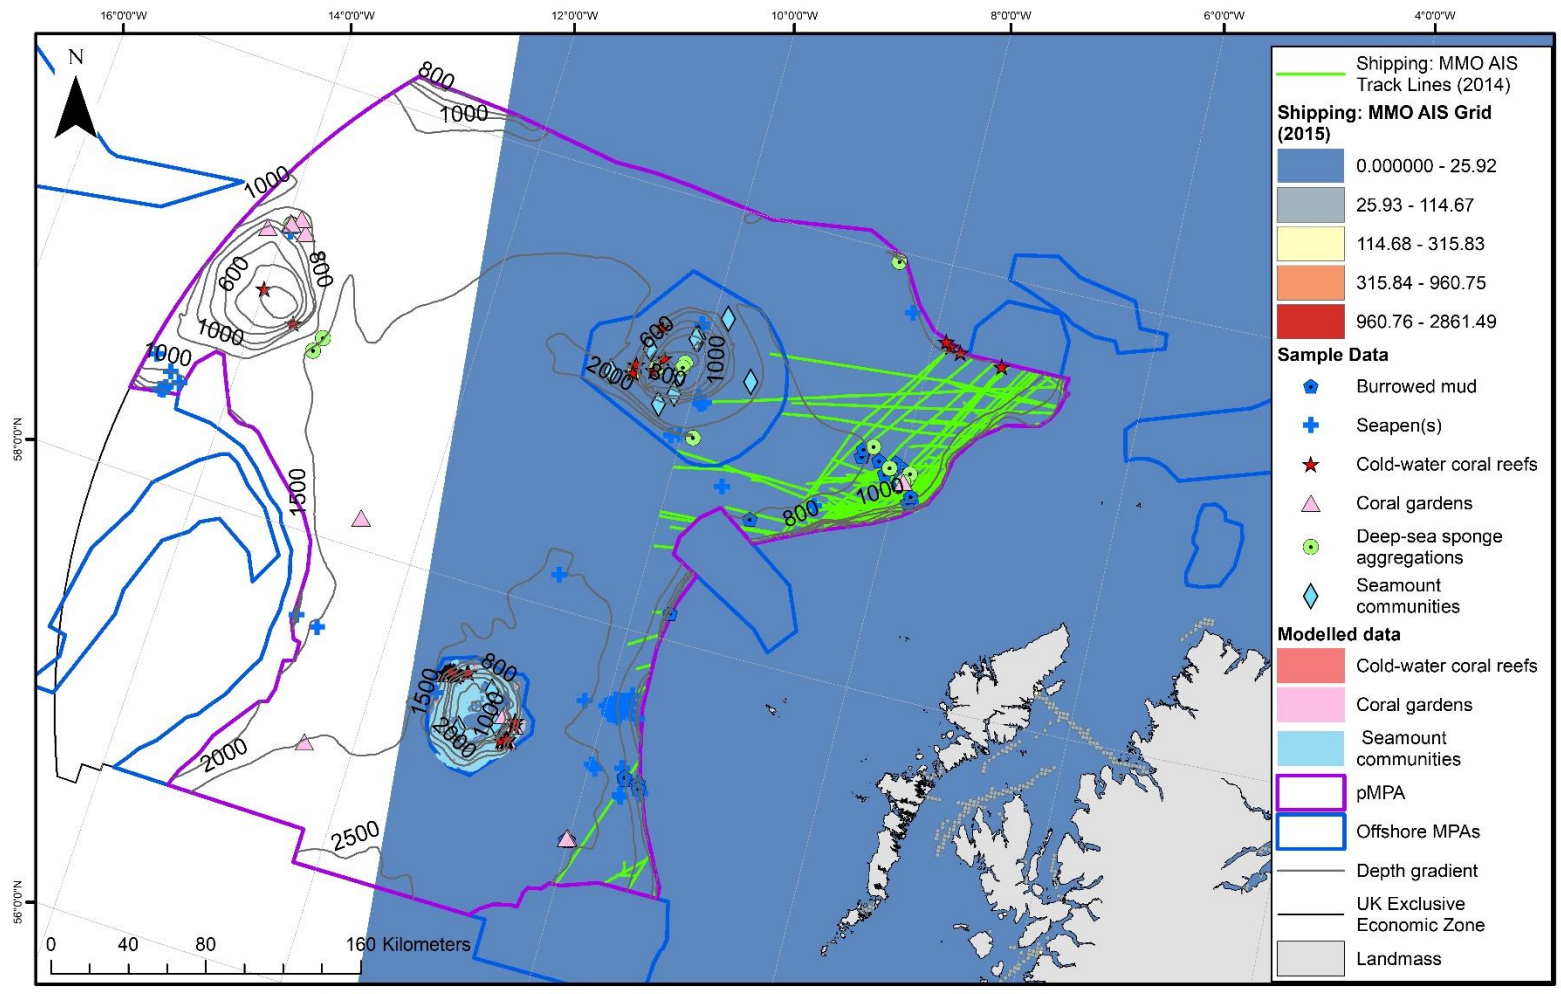 16°0'0"W 14°0'0"W 12°0'0"W 10°0'0"W 8°0'0"W 6°0'0"W 4°0'0"W
N
58°0'0"N
56°0'0"N
800
1000
1000
600
800
1000
1000
1500
2000
2500
600
1000
2000
800
1000
800
800
1500
1000
2000
0 40 80 160 Kilometers
Shipping: MMO AIS
Track Lines (2014)
Shipping: MMO AIS Grid
(2015)
0.000000 - 25.92
25.93 - 114.67
114.68 - 315.83
315.84 - 960.75
960.76 - 2861.49
Sample Data
Burrowed mud
Seapen(s)
Cold-water coral reefs
Coral gardens
Deep-sea sponge
aggregations
Seamount
communities
Modelled data
Cold-water coral reefs
Coral gardens
Seamount
communities
pMPA
Offshore MPAs
Depth gradient
UK Exclusive
Economic Zone
Landmass